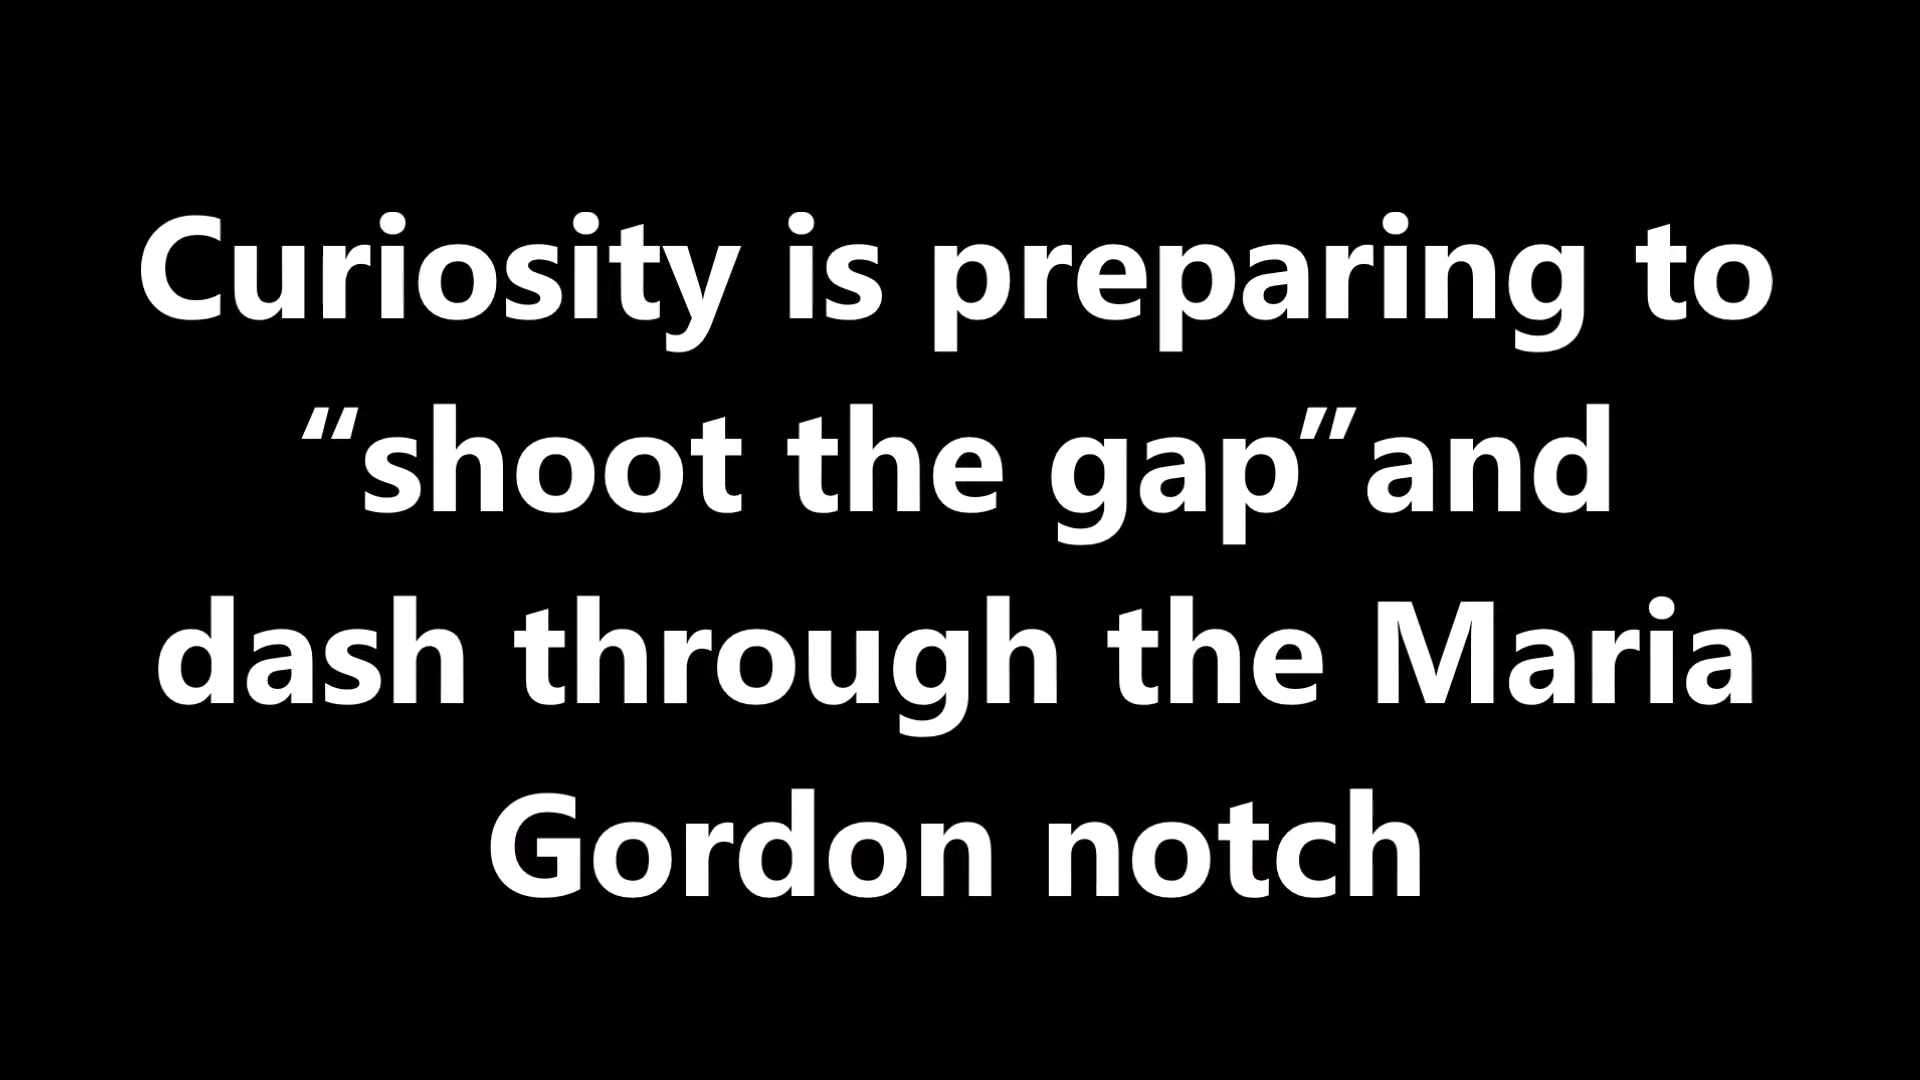 Curiosity is preparing to
“shoot the gap”and
dash through the Maria
Gordon notch